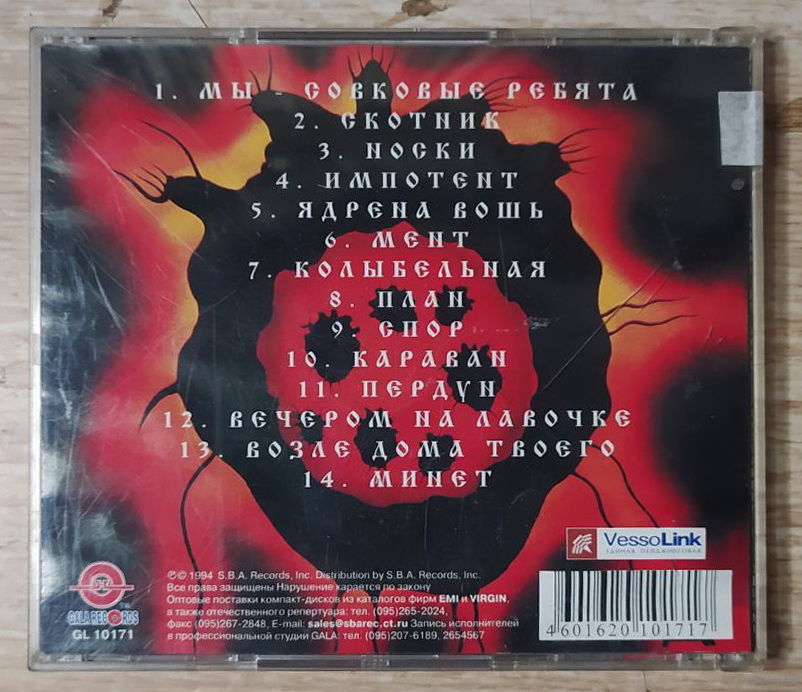 1. МЫ - СОВКОВЫЕ РЕБЯТА
2. СКОТНИК
3. НОСКИ
4. ИМПОТЕНТ
5. ЯДРЕНА ВОШЬ
6. МЕНТ
7. КОЛЫБЕЛЬНАЯ
8. ПЛАН
9. СПОР
10. КАРАВАН
11. ПЕРДУН
12. ВЕЧЕРОМ НА ЛАВОЧКЕ
13. ВОЗЛЕ ДОМА ТВОЕГО
14. МИНЕТ
VessoLink
ЕДИНАЯ ПЕЙДЖИНГОВАЯ
GALA RECORDS
GL 10171
℗© 1994 S.B.A. Records, Inc. Distribution by S.B.A. Records, Inc.
Все права защищены Нарушение карается по закону
Оптовые поставки компакт-дисков из каталогов фирм EMI и VIRGIN,
а также отечественного репертуара: тел. (095)265-2024,
факс (095)267-2848, E-mail: sales@sbarec.ct.ru Запись исполнителей
в профессиональной студии GALA: тел. (095)207-6189, 2654567
4601620101717